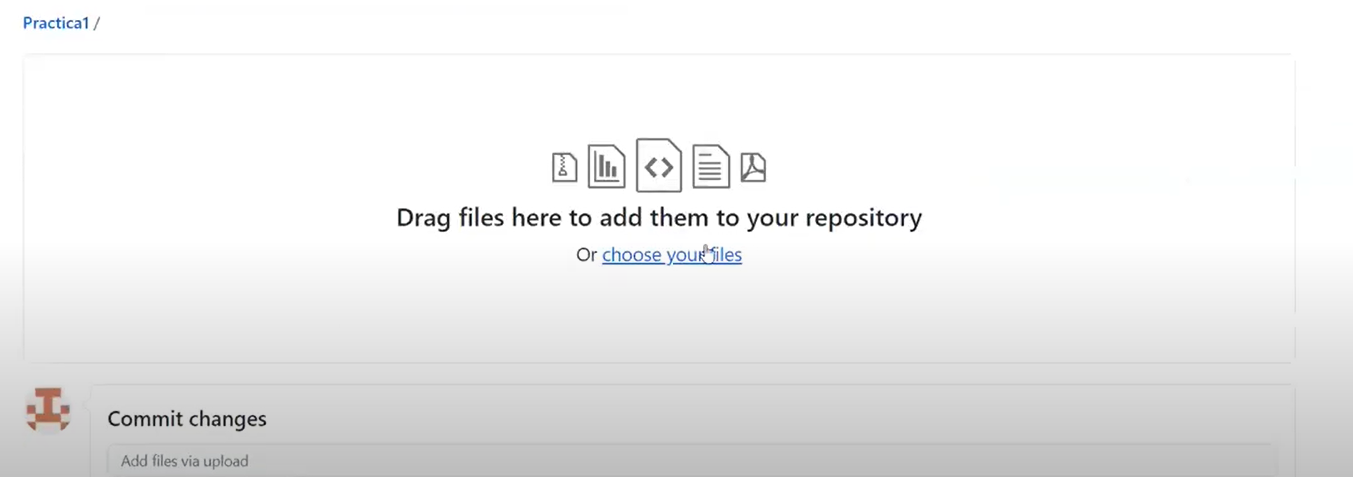 Practica1 /
Drag files here to add them to your repository
Or choose your files
Commit changes
Add files via upload